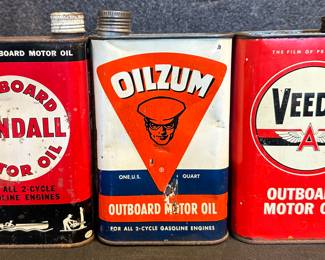 BOARD MOTOR OIL
BOARD
NDALL
TOR OIL
ALL 2-CYCLE
LINE ENGINES
OILZUM
ONE U.S. QUART
OUTBOARD MOTOR OIL
FOR ALL 2-CYCLE GASOLINE ENGINES
THE FILM OF PR
VEED
A
OUTBOA
MOTOR O